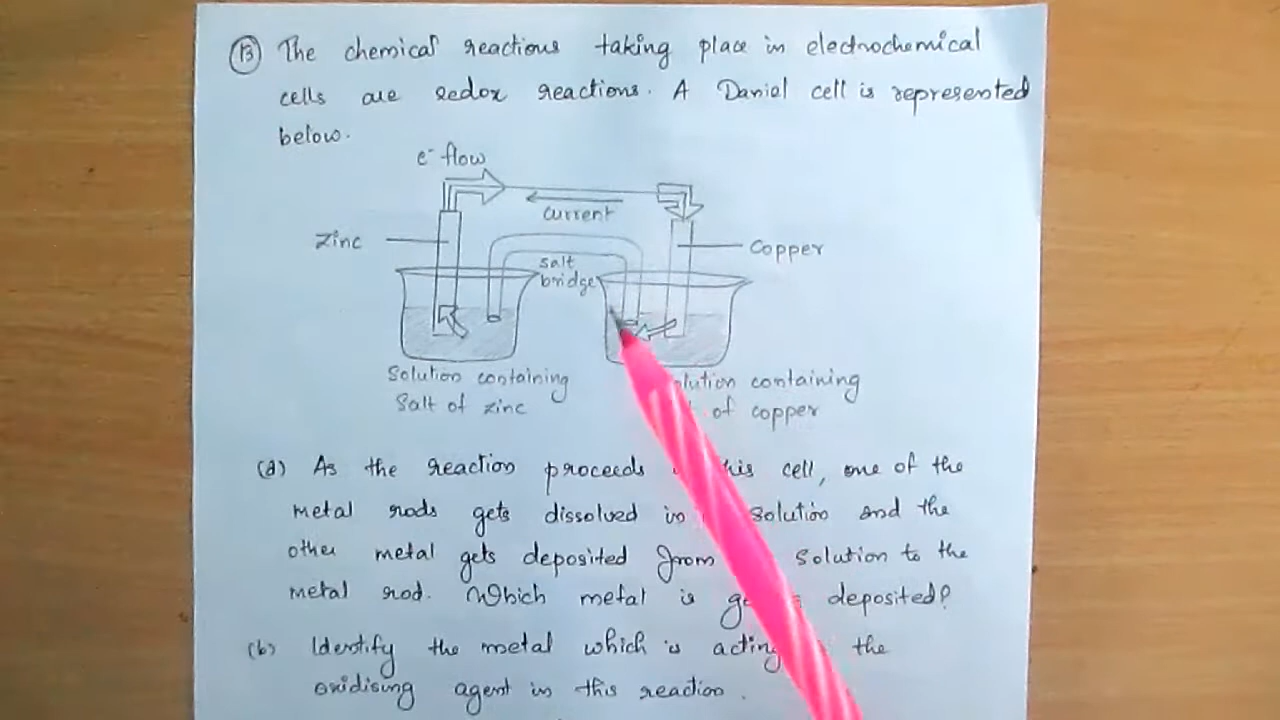 13 The chemical reactions taking place in electrochemical
cells are redox reactions. A Daniel cell is represented
below.
e⁻ flow
current
Zinc
Copper
salt
bridge
Solution containing
Salt of zinc
containing
of copper
(a) As the reaction proceeds cell, one of the
metal rods gets dissolved in solution and the
other metal gets deposited from solution to the
metal rod. Which metal is deposited?
(b) Identify the metal which is acting the
oxidising agent in this reaction.